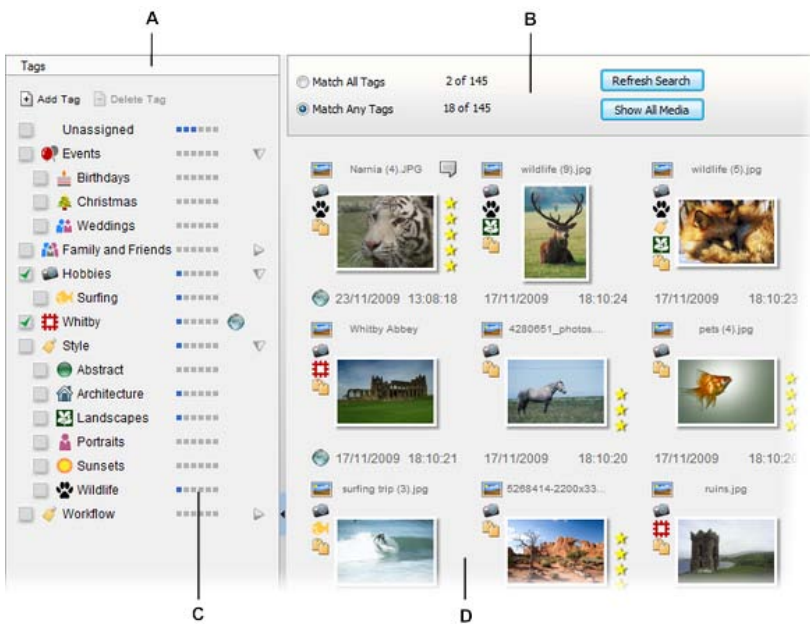 A
B
Tags
Add Tag Delete Tag
Unassigned
Events
Birthdays
Christmas
Weddings
Family and Friends
Hobbies
Surfing
Whitby
Style
Abstract
Architecture
Landscapes
Portraits
Sunsets
Wildlife
Workflow
Match All Tags 2 of 145 Refresh Search
Match Any Tags 18 of 145 Show All Media
Narnia (4).JPG wildlife (9).jpg wildlife (5).jpg
23/11/2009 13:08:18 17/11/2009 18:10:24 17/11/2009 18:10:23
Whitby Abbey 4280651_photos.... pets (4).jpg
17/11/2009 18:10:21 17/11/2009 18:10:20 17/11/2009 18:10:20
surfing trip (3).jpg 5268414-2200x33... ruins.jpg
C
D